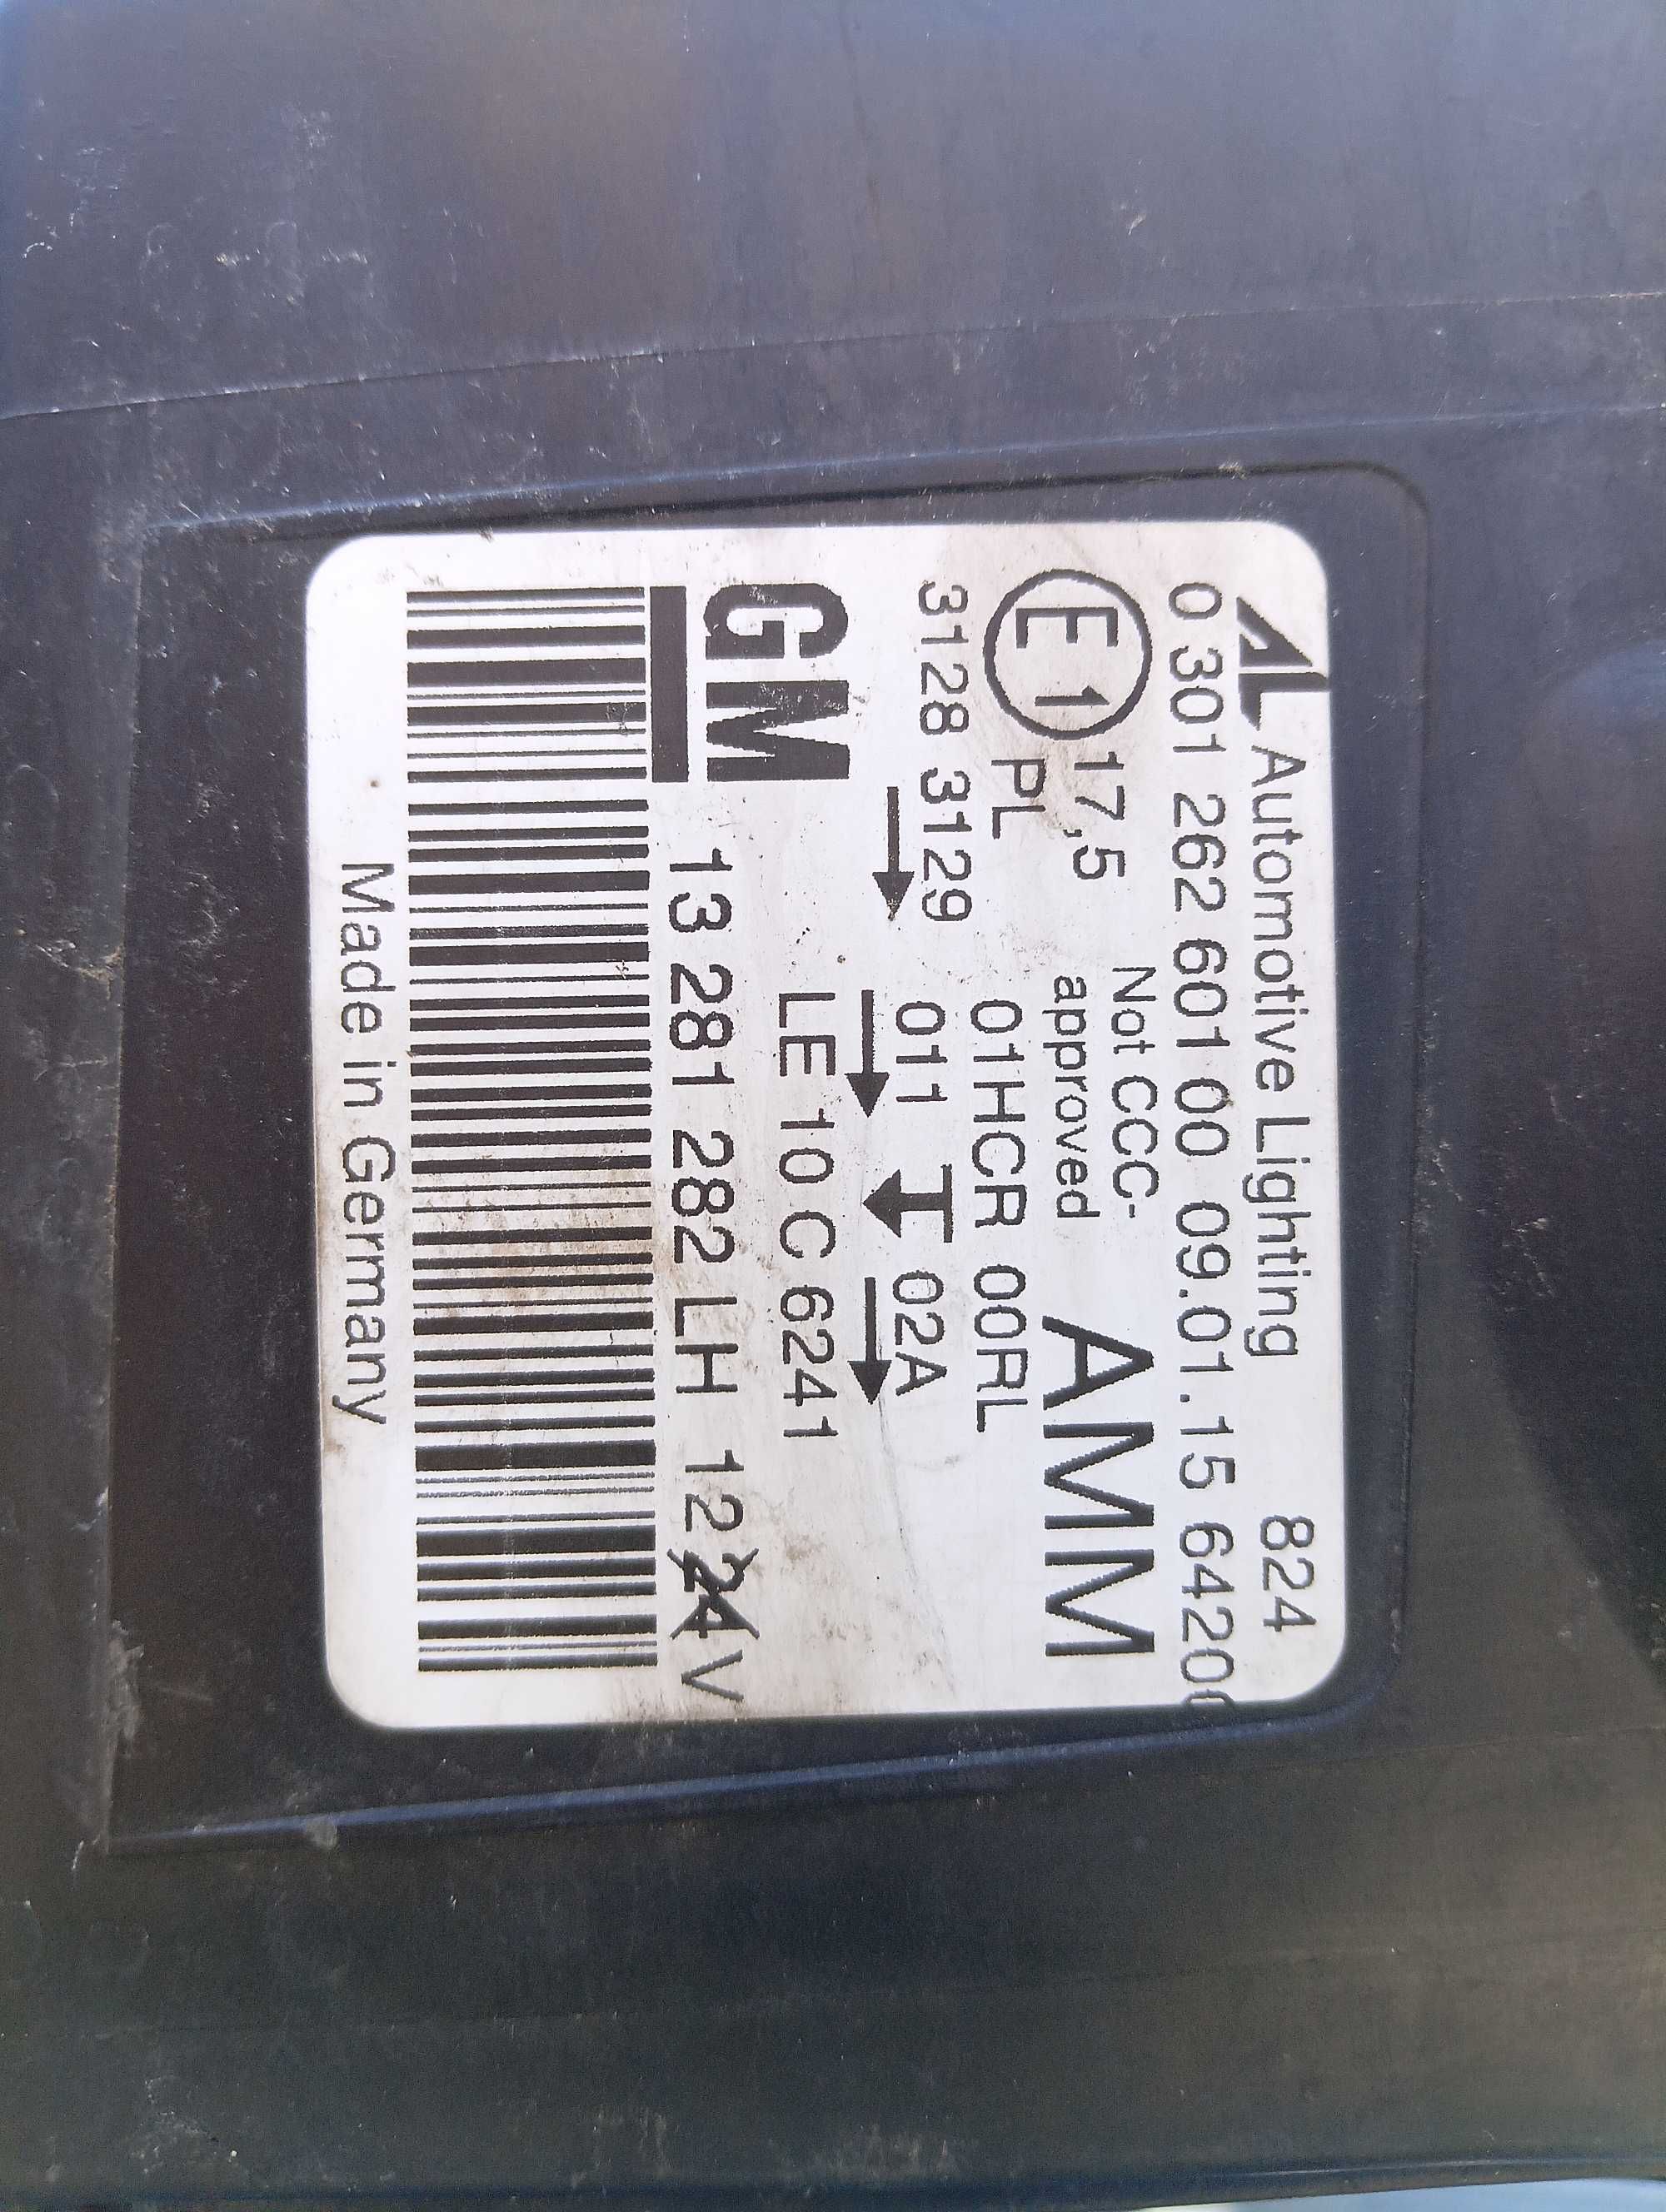 AL Automotive Lighting 824
0 301 262 601 00 09.01.15 6420
E1 17,5 Not CCC-
approved AMM
PL 01HCR 00RL
3128 3129 011 02A
LE 10 C 6241
GM 13 281 282 LH 12 24 V
Made in Germany